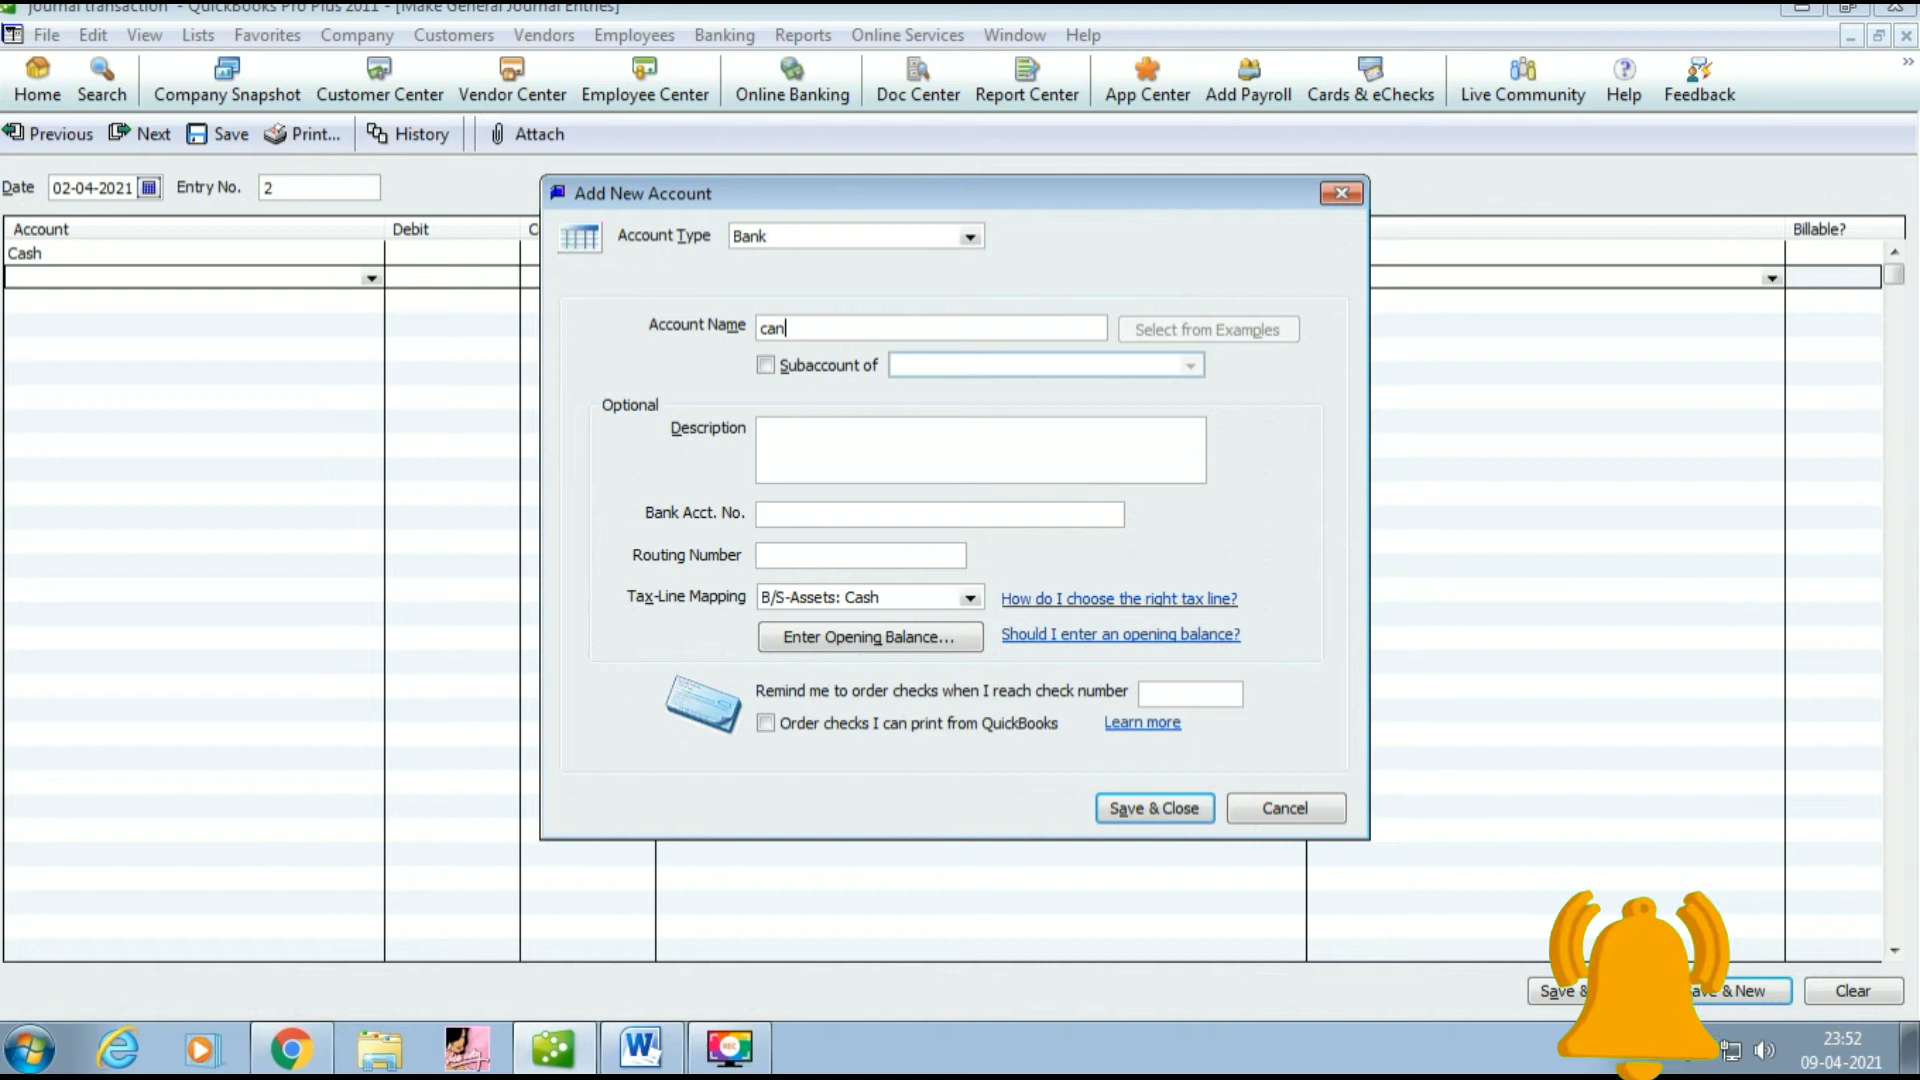 journal transaction - QuickBooks Pro Plus 2011 - [Make General Journal Entries]
File Edit View Lists Favorites Company Customers Vendors Employees Banking Reports Online Services Window Help
Home Search Company Snapshot Customer Center Vendor Center Employee Center Online Banking Doc Center Report Center App Center Add Payroll Cards & eChecks Live Community Help Feedback
Previous Next Save Print... History Attach
Date 02-04-2021 Entry No. 2
Add New Account
Account Debit C Billable?
Cash
Account Type Bank
Account Name can Select from Examples
Subaccount of
Optional
Description
Bank Acct. No.
Routing Number
Tax-Line Mapping B/S-Assets: Cash How do I choose the right tax line?
Enter Opening Balance... Should I enter an opening balance?
Remind me to order checks when I reach check number
Order checks I can print from QuickBooks Learn more
Save & Close Cancel
Save & ave & New Clear
REC
23:52
09-04-2021